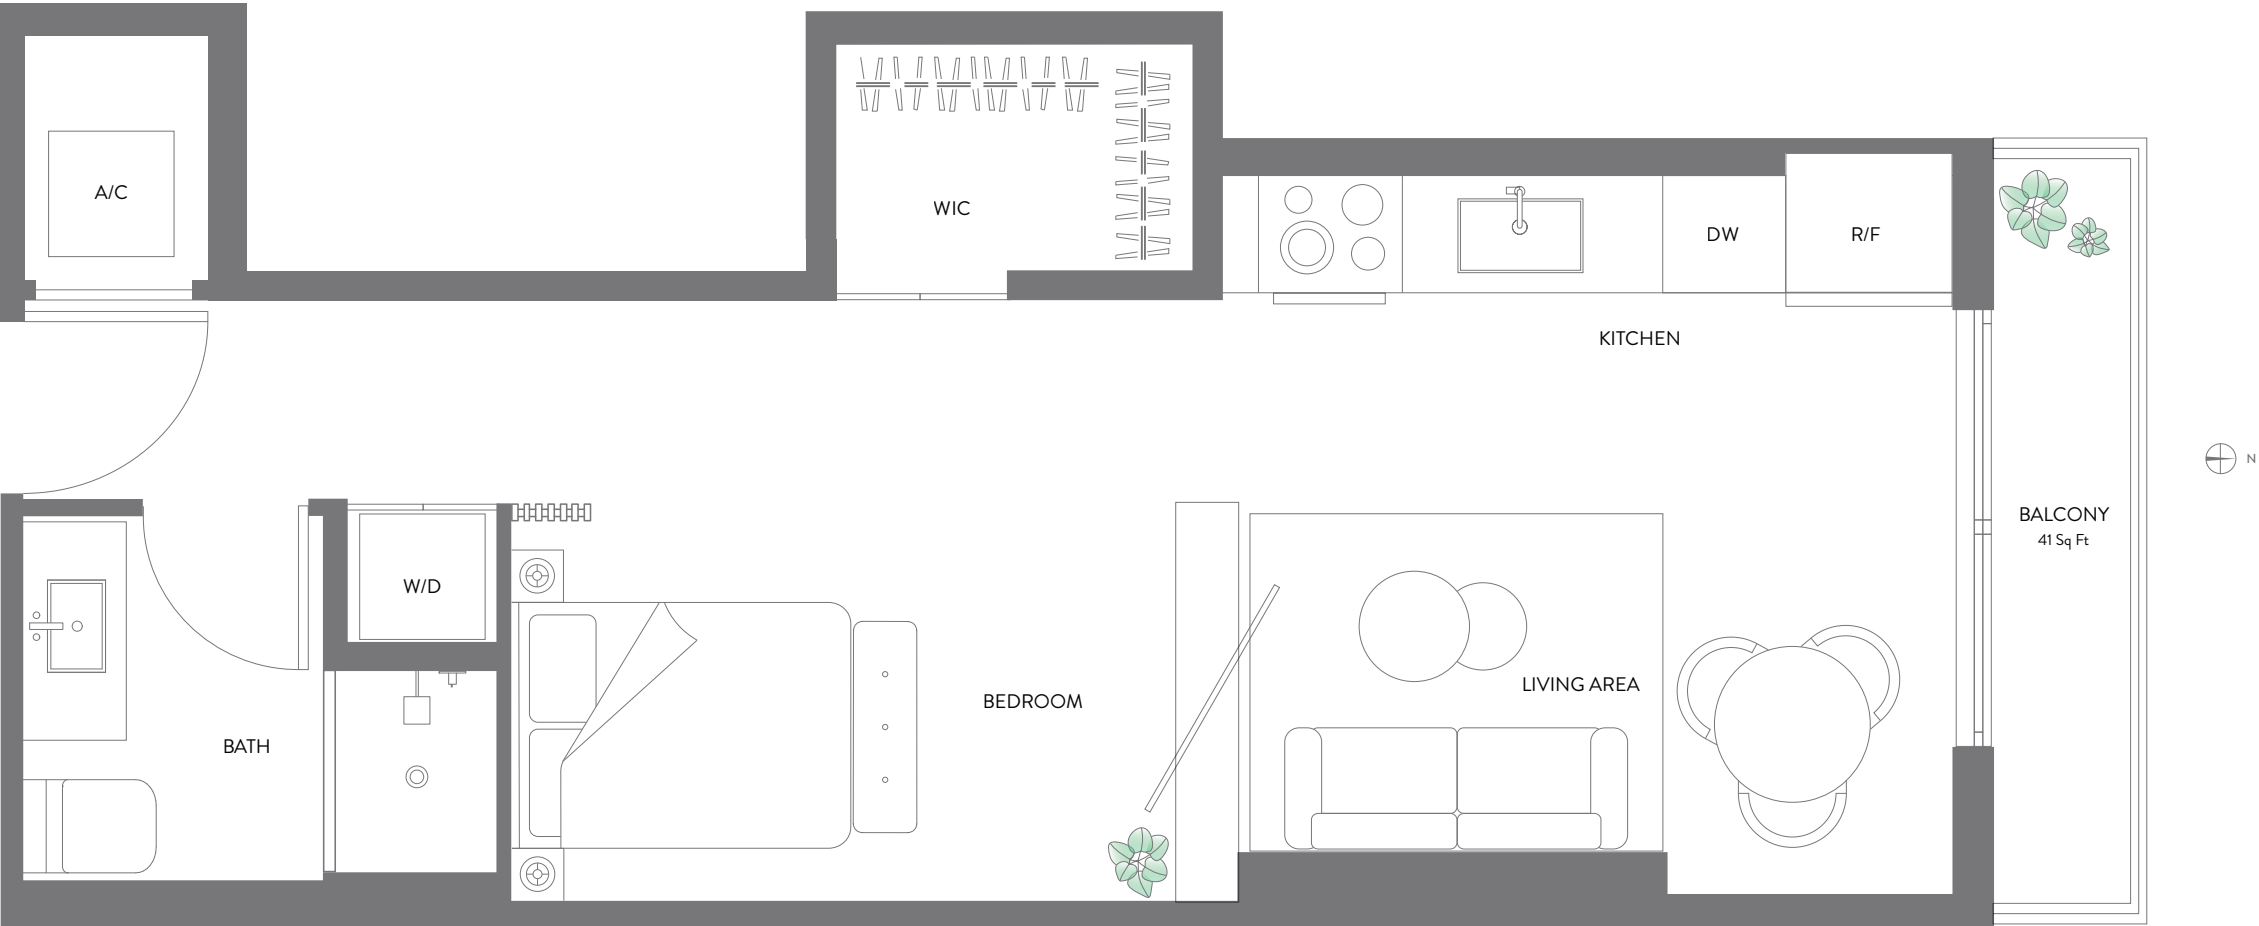 A/C
WIC
DW
R/F
KITCHEN
N
BALCONY
41 Sq Ft
W/D
LIVING AREA
BEDROOM
BATH